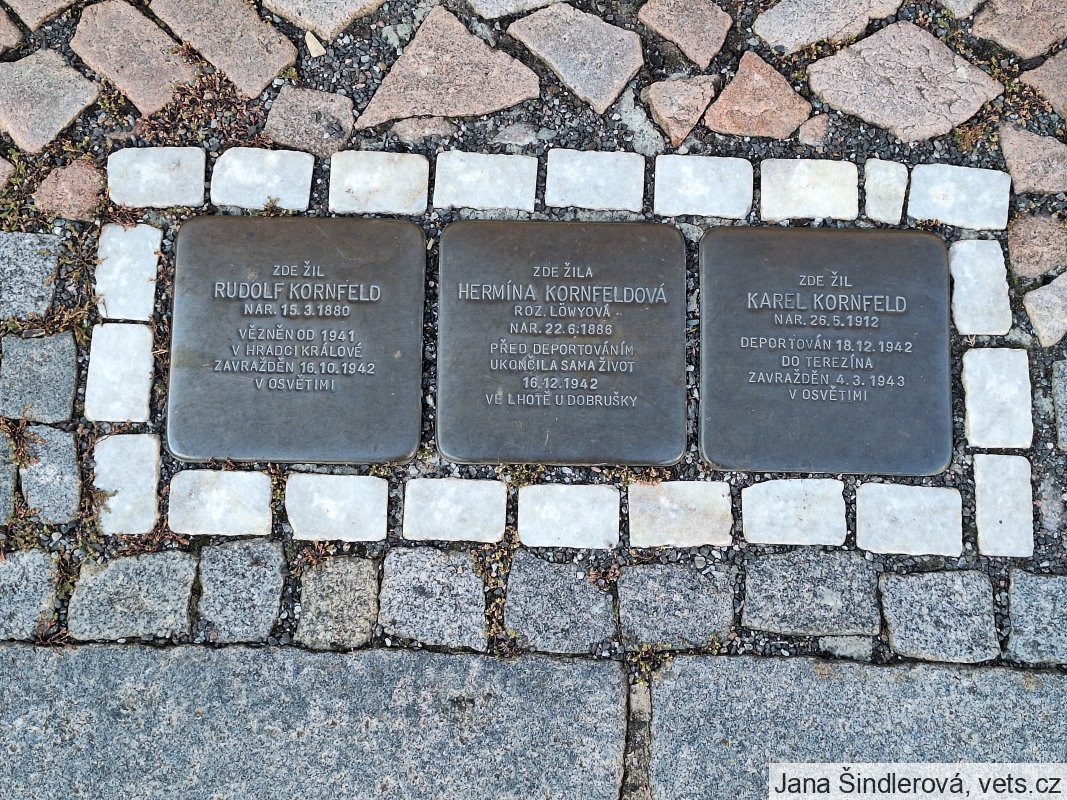 ZDE ŽIL
RUDOLF KORNFELD
NAR. 15.3.1880
VĚZNĚN OD 1941
V HRADCI KRÁLOVÉ
ZAVRAŽDĚN 16.10.1942
V OSVĚTIMI
ZDE ŽILA
HERMÍNA KORNFELDOVÁ
ROZ. LÖWYOVÁ
NAR. 22.6.1886
PŘED DEPORTOVÁNÍM
UKONČILA SAMA ŽIVOT
16.12.1942
VE LHOTĚ U DOBRUŠKY
ZDE ŽIL
KAREL KORNFELD
NAR. 26.5.1912
DEPORTOVÁN 18.12.1942
DO TEREZÍNA
ZAVRAŽDĚN 4.3.1943
V OSVĚTIMI
Jana Šindlerová, vets.cz